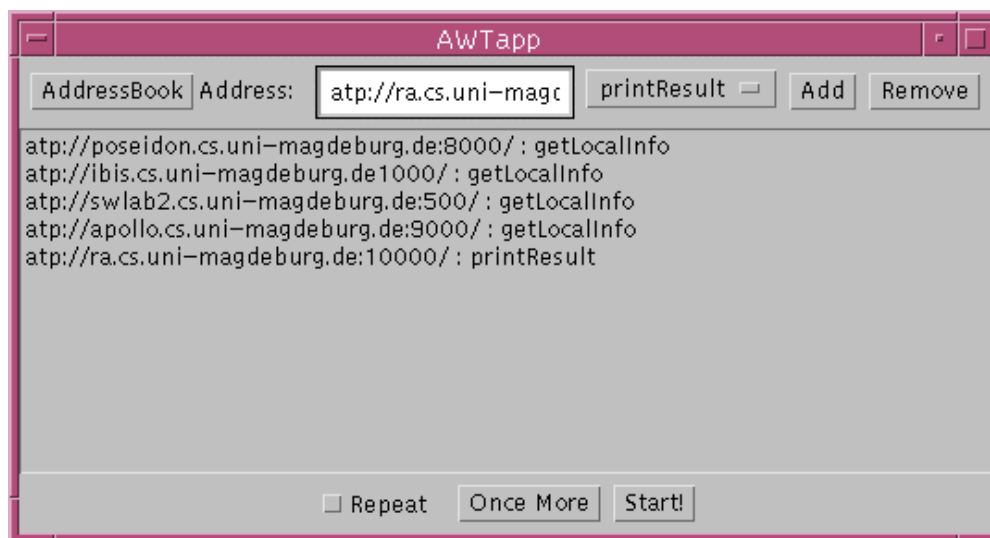 AWTapp
AddressBook Address: atp://ra.cs.uni-magc printResult Add Remove
atp://poseidon.cs.uni-magdeburg.de:8000/ : getLocalInfo
atp://ibis.cs.uni-magdeburg.de1000/ : getLocalInfo
atp://swlab2.cs.uni-magdeburg.de:500/ : getLocalInfo
atp://apollo.cs.uni-magdeburg.de:9000/ : getLocalInfo
atp://ra.cs.uni-magdeburg.de:10000/ : printResult
Repeat Once More Start!